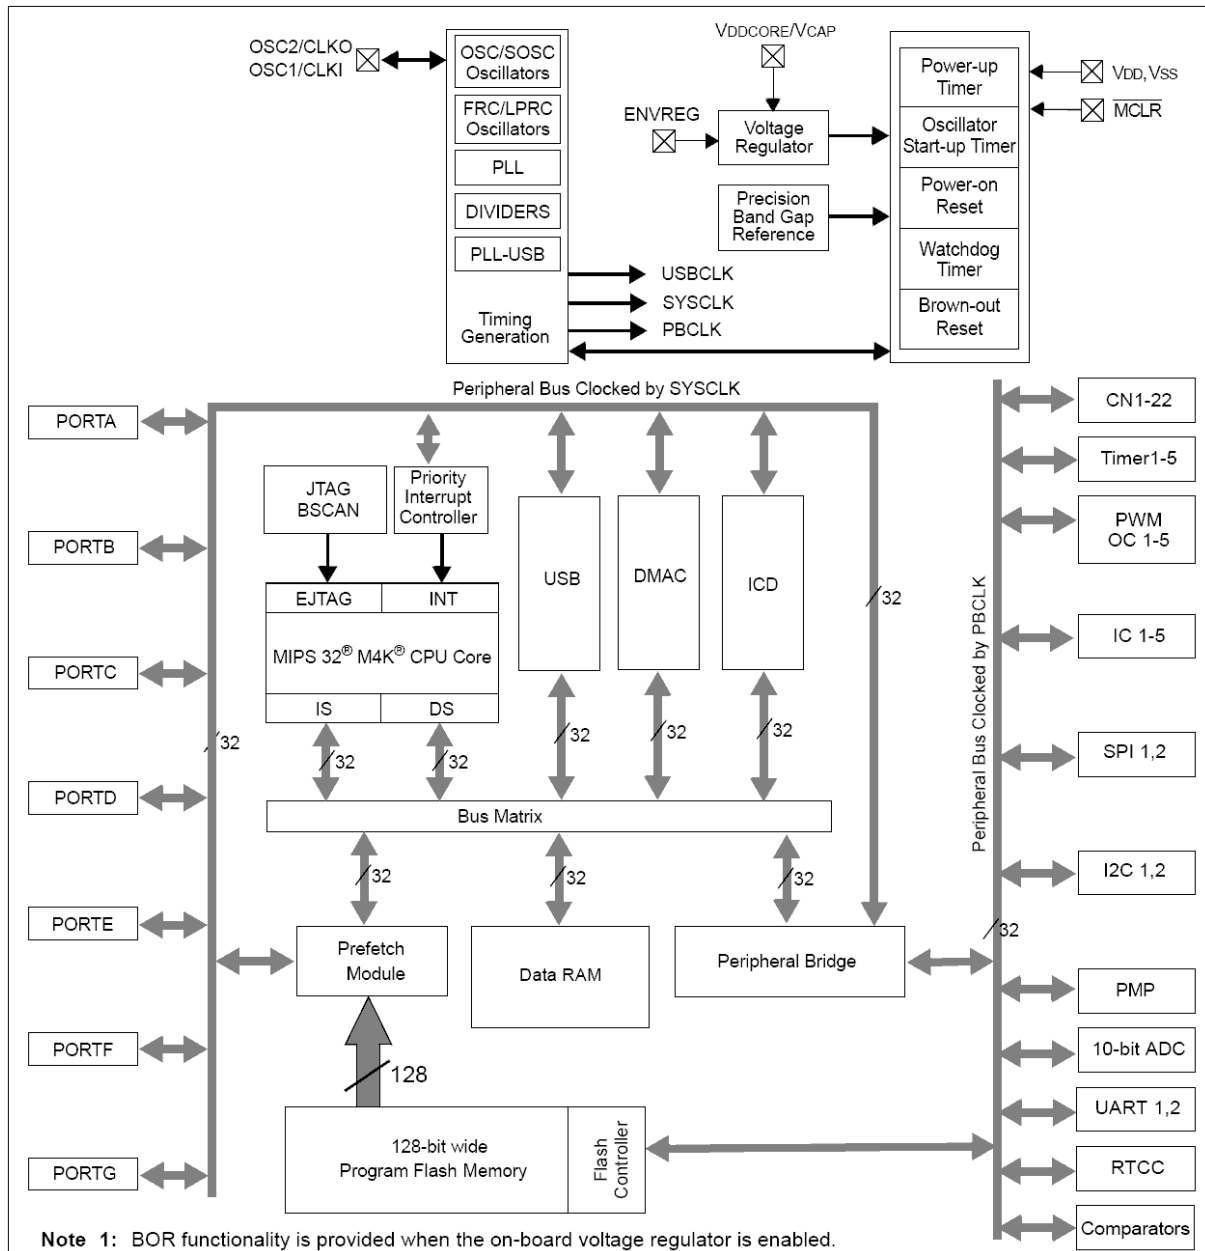 OSC2/CLKO
OSC1/CLKI
OSC/SOSC
Oscillators
FRC/LPRC
Oscillators
PLL
DIVIDERS
PLL-USB
Timing
Generation
USBCLK
SYSCLK
PBCLK
VDDCORE/VCAP
ENVREG
Voltage
Regulator
Precision
Band Gap
Reference
Power-up
Timer
Oscillator
Start-up Timer
Power-on
Reset
Watchdog
Timer
Brown-out
Reset
VDD, VSS
MCLR
Peripheral Bus Clocked by SYSCLK
PORTA
PORTB
PORTC
PORTD
PORTE
PORTF
PORTG
32
JTAG
BSCAN
Priority
Interrupt
Controller
EJTAG
INT
MIPS 32® M4K® CPU Core
IS
DS
32
32
USB
DMAC
ICD
32
32
32
32
Bus Matrix
32
32
32
Prefetch
Module
Data RAM
Peripheral Bridge
128
128-bit wide
Program Flash Memory
Flash
Controller
Peripheral Bus Clocked by PBCLK
32
CN1-22
Timer1-5
PWM
OC 1-5
IC 1-5
SPI 1,2
I2C 1,2
PMP
10-bit ADC
UART 1,2
RTCC
Comparators
Note 1: BOR functionality is provided when the on-board voltage regulator is enabled.